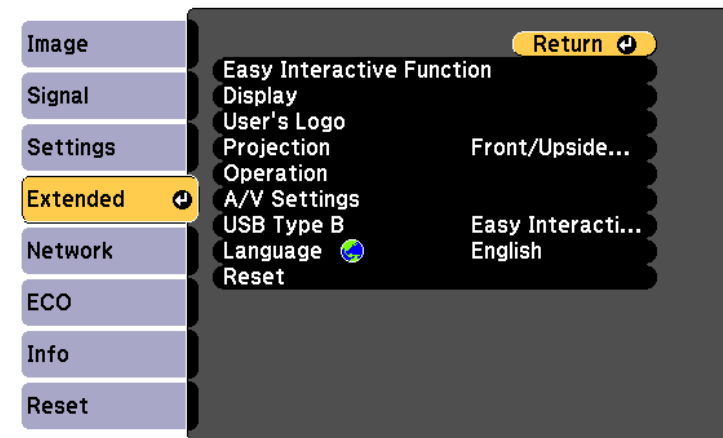 Image
Signal
Settings
Extended
Network
ECO
Info
Reset
Return
Easy Interactive Function
Display
User's Logo
Projection Front/Upside...
Operation
A/V Settings
USB Type B Easy Interacti...
Language English
Reset